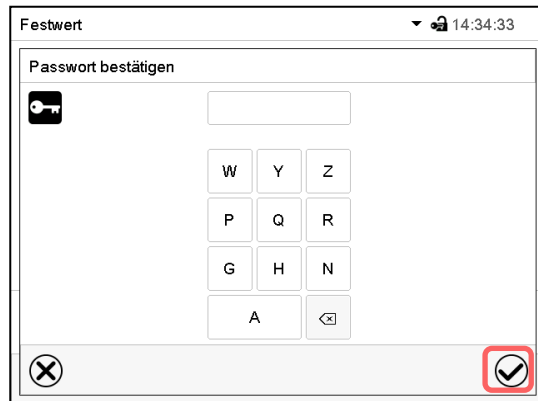 Festwert 14:34:33
Passwort bestätigen
W Y Z
P Q R
G H N
A